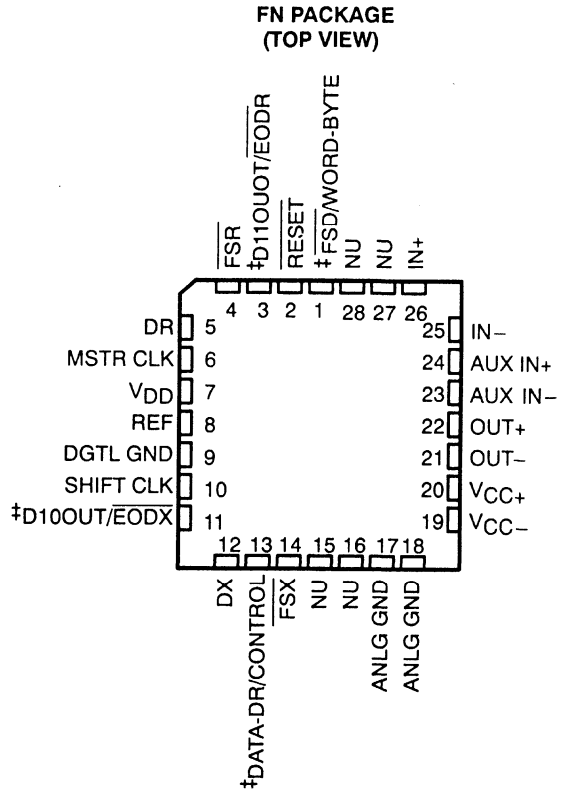 FN PACKAGE
(TOP VIEW)
FSR
‡D11OUOT/EODR
RESET
‡FSD/WORD-BYTE
NU
NU
IN+
4
3
2
1
28
27
26
DR 5
MSTR CLK 6
VDD 7
REF 8
DGTL GND 9
SHIFT CLK 10
‡D10OUT/EODX 11
25 IN−
24 AUX IN+
23 AUX IN−
22 OUT+
21 OUT−
20 VCC+
19 VCC−
12
13
14
15
16
17
18
DX
‡DATA-DR/CONTROL
FSX
NU
NU
ANLG GND
ANLG GND